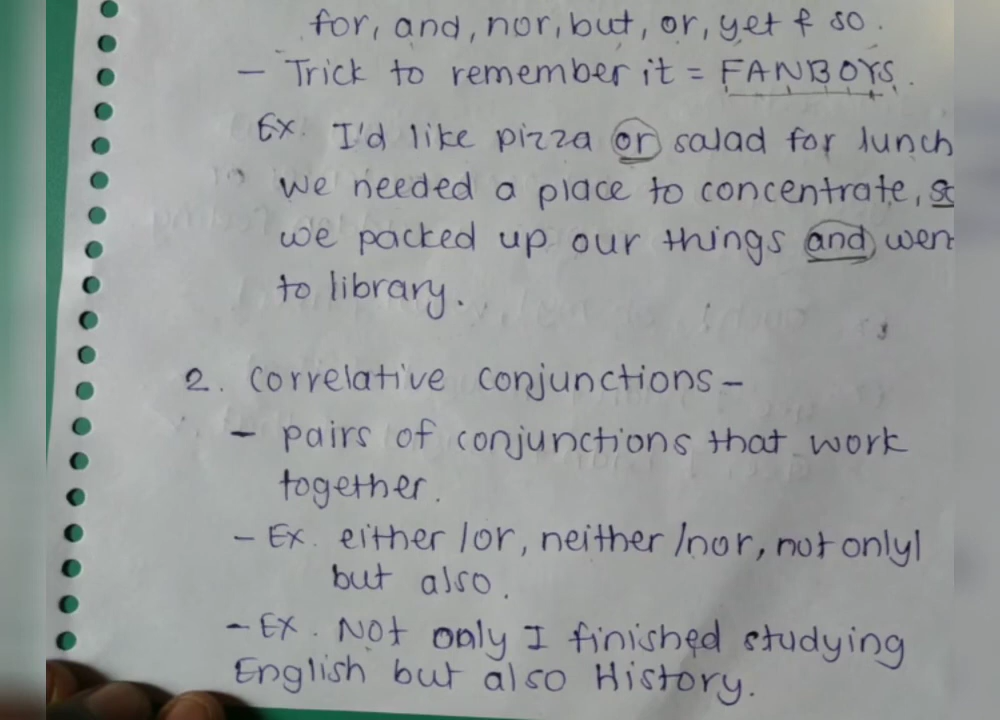 for, and, nor, but, or, yet & so.
- Trick to remember it = FANBOYS.
Ex. I'd like pizza or salad for lunch
we needed a place to concentrate, so
we packed up our things and wen
to library.
2. Correlative conjunctions -
- pairs of conjunctions that work
together.
- Ex. either/or, neither/nor, not only/
but also.
- Ex. Not only I finished studying
English but also History.